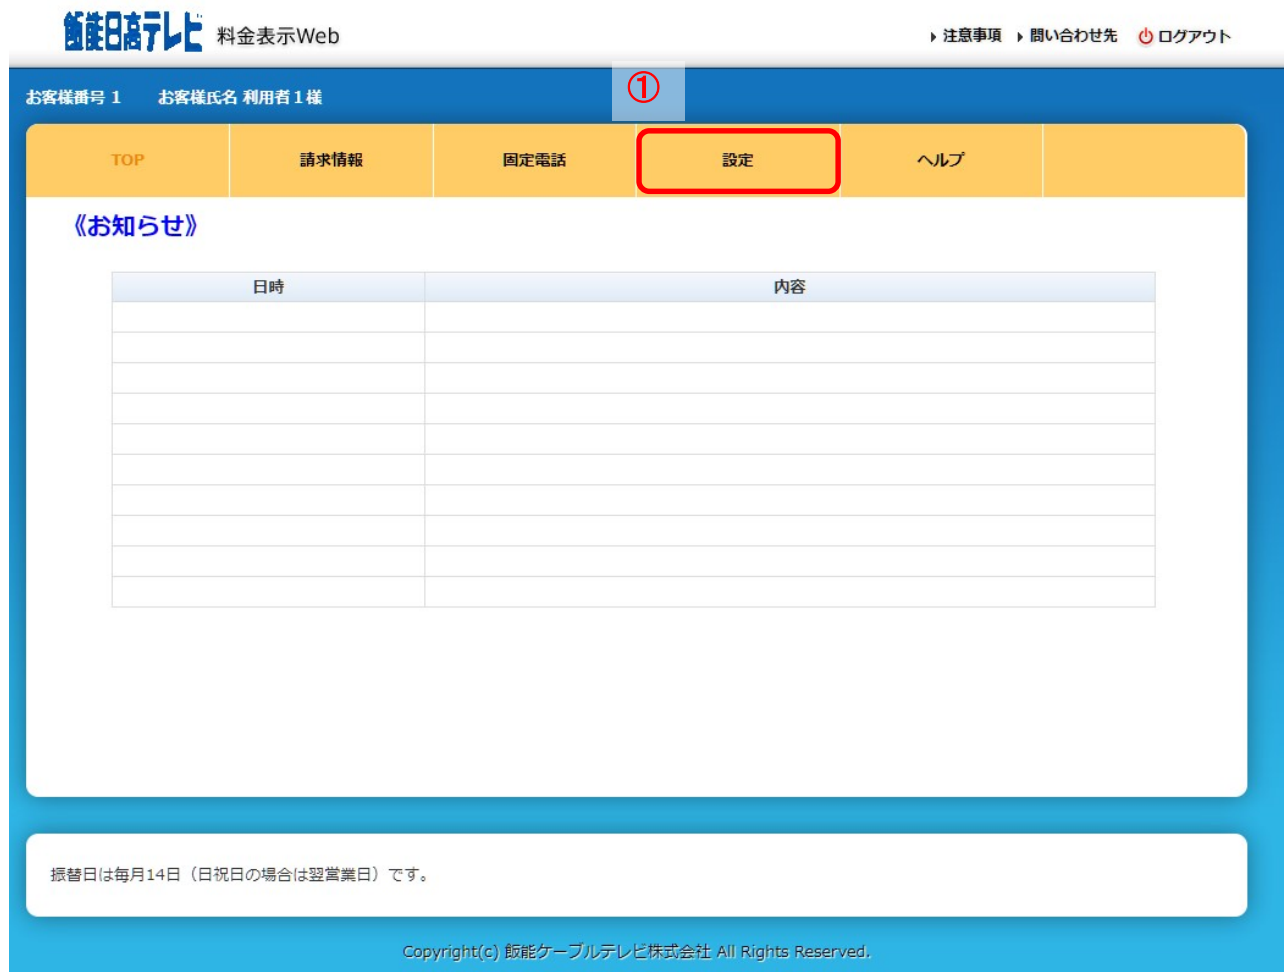 飯能日高テレビ 料金表示Web
注意事項 問い合わせ先 ログアウト
①
お客様番号 1 お客様氏名 利用者１様
TOP 請求情報 固定電話 設定 ヘルプ
《お知らせ》
日時 内容
振替日は毎月14日（日祝日の場合は翌営業日）です。
Copyright(c) 飯能ケーブルテレビ株式会社 All Rights Reserved.